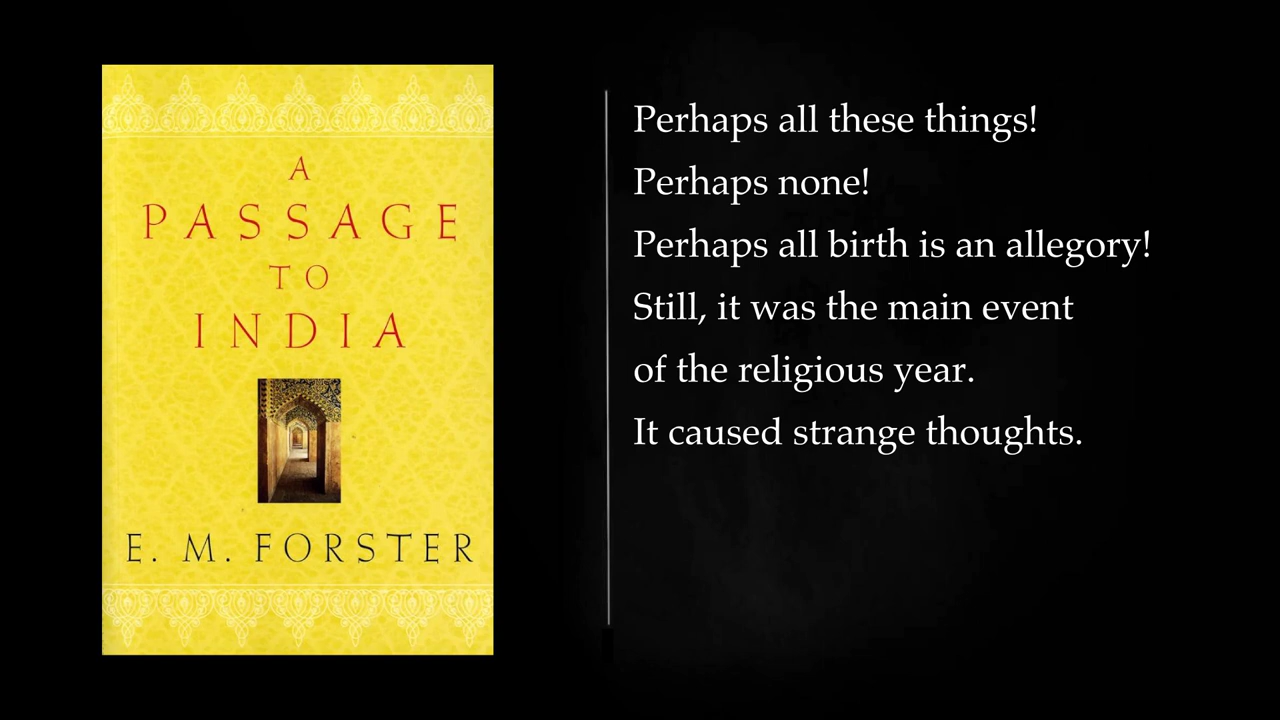 A
PASSAGE
TO
INDIA
E. M. FORSTER
Perhaps all these things!
Perhaps none!
Perhaps all birth is an allegory!
Still, it was the main event
of the religious year.
It caused strange thoughts.